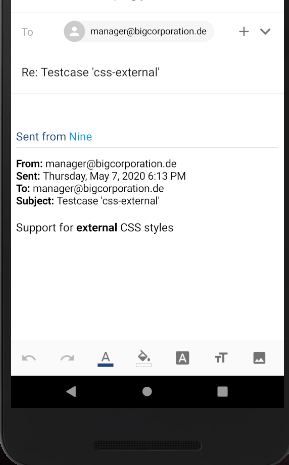 To manager@bigcorporation.de
Re: Testcase 'css-external'
Sent from Nine
From: manager@bigcorporation.de
Sent: Thursday, May 7, 2020 6:13 PM
To: manager@bigcorporation.de
Subject: Testcase 'css-external'
Support for external CSS styles
A A TT